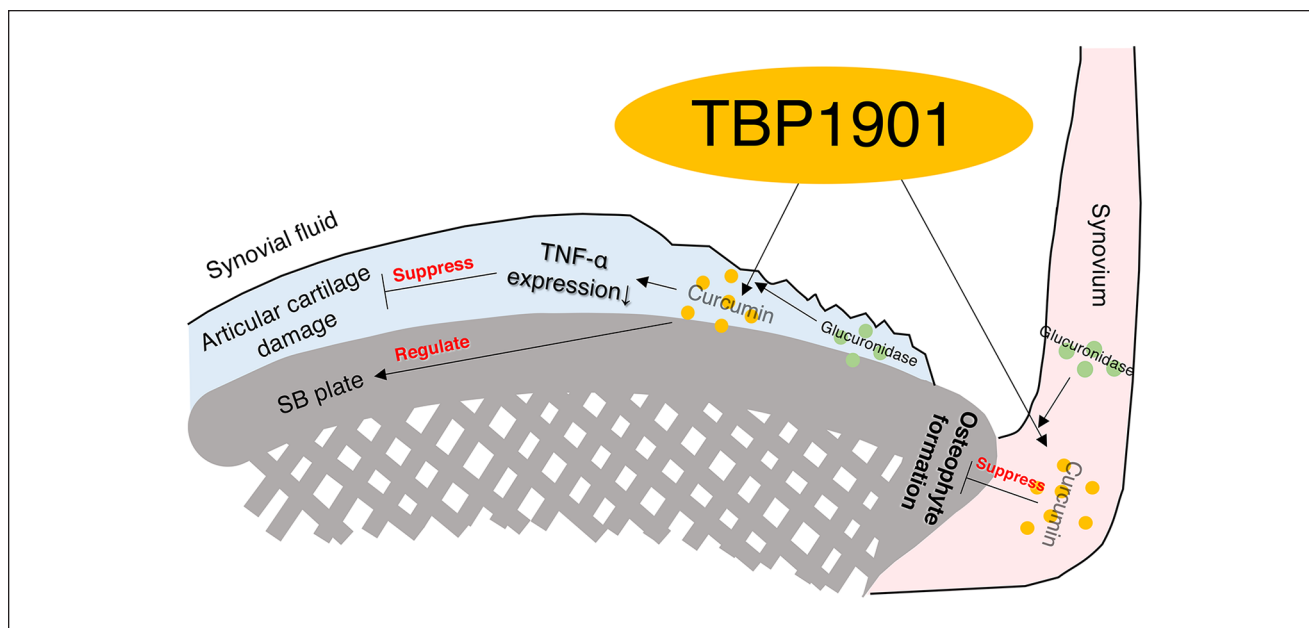 TBP1901
Synovial fluid
Synovium
TNF-α
expression↓
Suppress
Articular cartilage
damage
Curcumin
Glucuronidase
Glucuronidase
Regulate
SB plate
Osteophyte
formation
Suppress
Curcumin